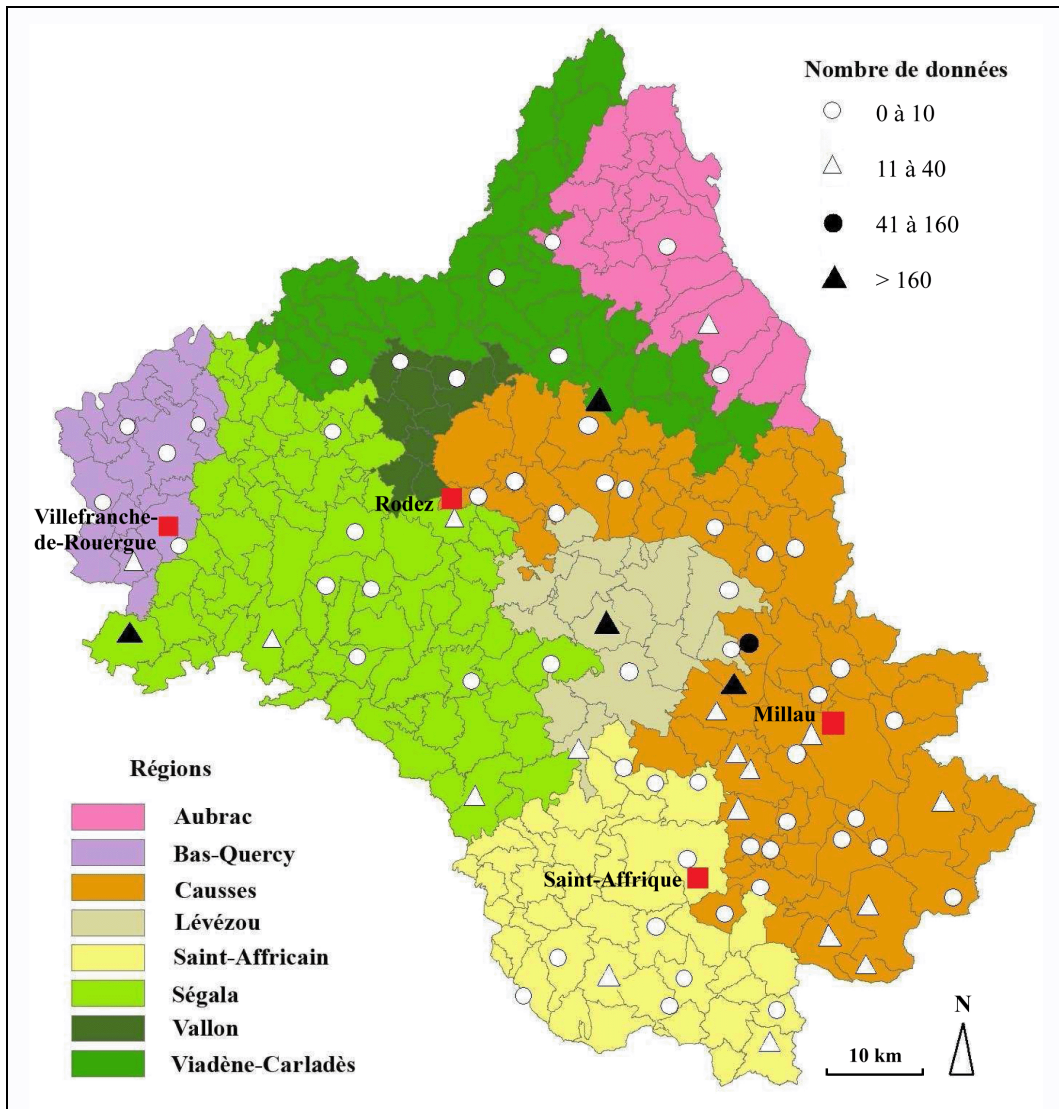 Nombre de données
0 à 10
11 à 40
41 à 160
> 160
Rodez
Villefranche-
de-Rouergue
Millau
Saint-Affrique
Régions
Aubrac
Bas-Quercy
Causses
Lévézou
Saint-Affricain
Ségala
Vallon
Viadène-Carladès
N
10 km